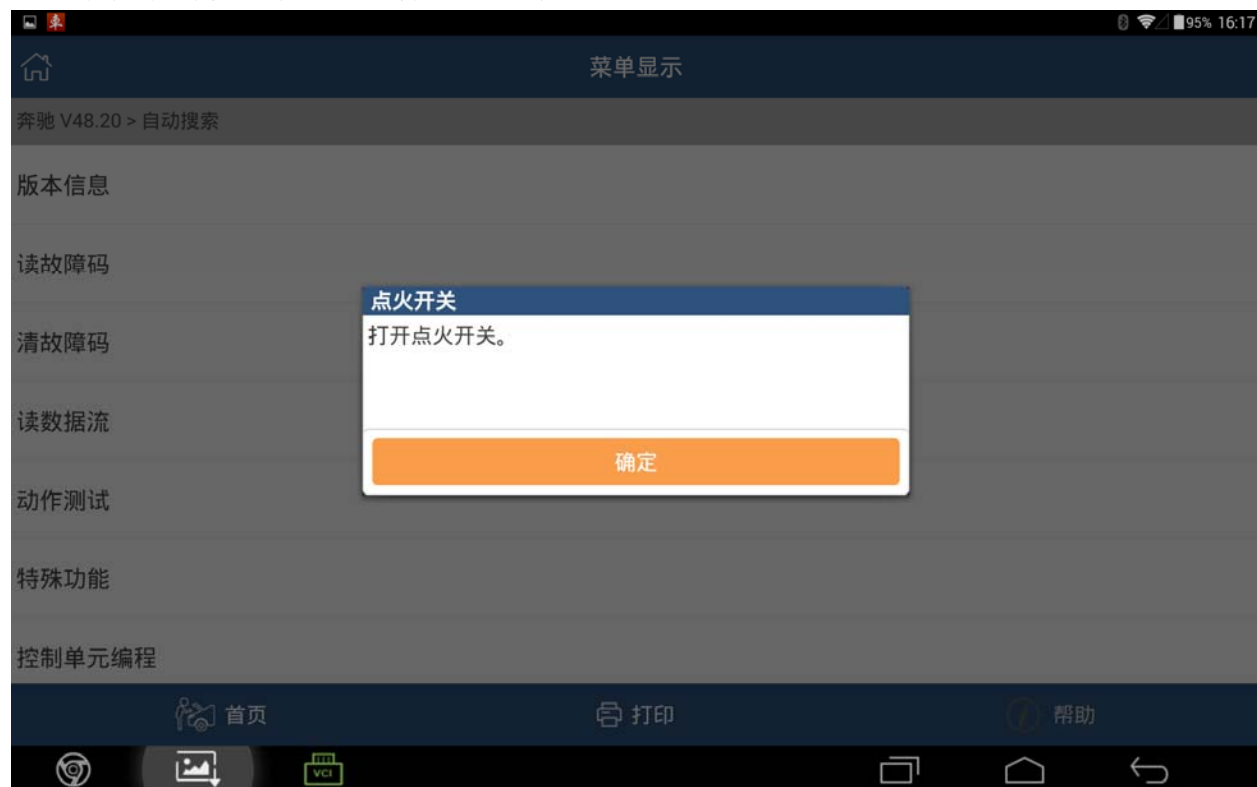 95% 16:17
菜单显示
奔驰 V48.20 > 自动搜索
版本信息
读故障码
清故障码
读数据流
动作测试
特殊功能
控制单元编程
点火开关
打开点火开关。
确定
首页
打印
帮助
VCI